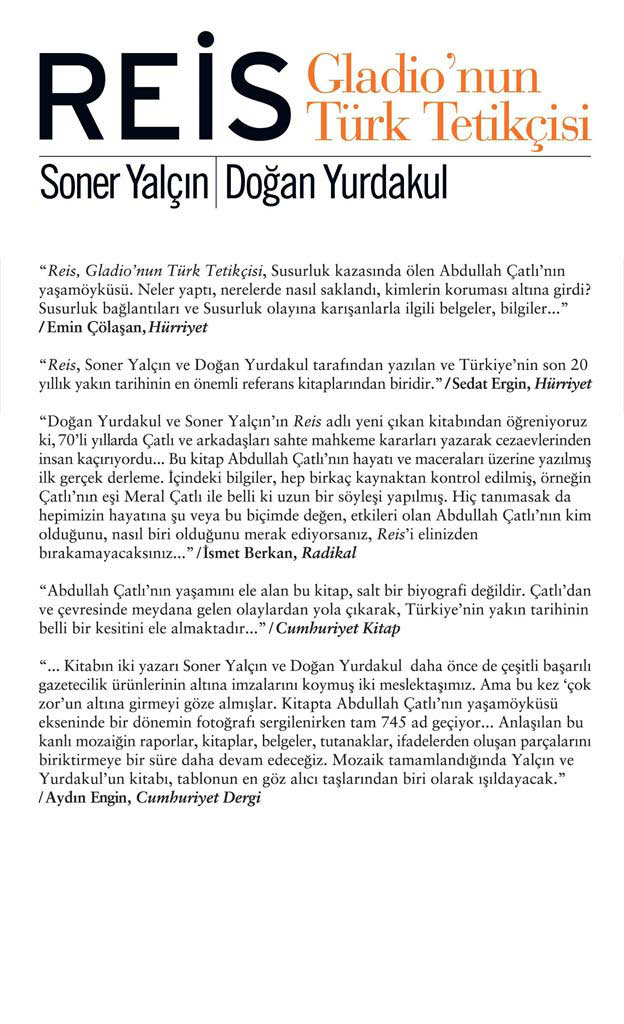 REİS
Gladio’nun
Türk Tetikçisi
Soner Yalçın | Doğan Yurdakul
“Reis, Gladio’nun Türk Tetikçisi, Susurluk kazasında ölen Abdullah Çatlı’nın
yaşamöyküsü. Neler yaptı, nerelerde nasıl saklandı, kimlerin koruması altına girdi?
Susurluk bağlantıları ve Susurluk olayına karışanlarla ilgili belgeler, bilgiler...”
/Emin Çölaşan, Hürriyet
“Reis, Soner Yalçın ve Doğan Yurdakul tarafından yazılan ve Türkiye’nin son 20
yıllık yakın tarihinin en önemli referans kitaplarından biridir.” /Sedat Ergin, Hürriyet
“Doğan Yurdakul ve Soner Yalçın’ın Reis adlı yeni çıkan kitabından öğreniyoruz
ki, 70’li yıllarda Çatlı ve arkadaşları sahte mahkeme kararları yazarak cezaevlerinden
insan kaçırıyordu... Bu kitap Abdullah Çatlı’nın hayatı ve maceraları üzerine yazılmış
ilk gerçek derleme. İçindeki bilgiler, hep birkaç kaynaktan kontrol edilmiş, örneğin
Çatlı’nın eşi Meral Çatlı ile belli ki uzun bir söyleşi yapılmış. Hiç tanımasak da
hepimizin hayatına şu veya bu biçimde değen, etkileri olan Abdullah Çatlı’nın kim
olduğunu, nasıl biri olduğunu merak ediyorsanız, Reis’i elinizden
bırakamayacaksınız...” /İsmet Berkan, Radikal
“Abdullah Çatlı’nın yaşamını ele alan bu kitap, salt bir biyografi değildir. Çatlı’dan
ve çevresinde meydana gelen olaylardan yola çıkarak, Türkiye’nin yakın tarihinin
belli bir kesitini ele almaktadır...” /Cumhuriyet Kitap
“... Kitabın iki yazarı Soner Yalçın ve Doğan Yurdakul daha önce de çeşitli başarılı
gazetecilik ürünlerinin altına imzalarını koymuş iki meslektaşımız. Ama bu kez ‘çok
zor’un altına girmeyi göze almışlar. Kitapta Abdullah Çatlı’nın yaşamöyküsü
ekseninde bir dönemin fotoğrafı sergilenirken tam 745 ad geçiyor... Anlaşılan bu
kanlı mozaiğin raporlar, kitaplar, belgeler, tutanaklar, ifadelerden oluşan parçalarını
biriktirmeye bir süre daha devam edeceğiz. Mozaik tamamlandığında Yalçın ve
Yurdakul’un kitabı, tablonun en göz alıcı taşlarından biri olarak ışıldayacak.”
/Aydın Engin, Cumhuriyet Dergi